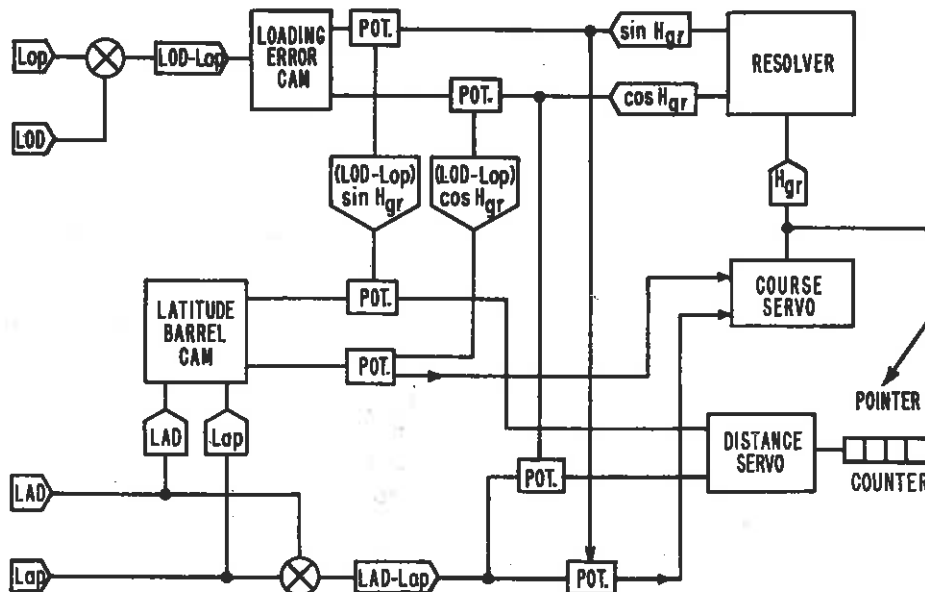 Lop
LOD
LOD-Lop
LOADING
ERROR
CAM
POT.
POT.
sin Hgr
cos Hgr
RESOLVER
(LOD-Lop)
sin Hgr
(LOD-Lop)
cos Hgr
Hgr
LATITUDE
BARREL
CAM
POT.
POT.
COURSE
SERVO
POINTER
LAD
Lap
DISTANCE
SERVO
COUNTER
LAD
POT.
Lap
LAD-Lap
POT.